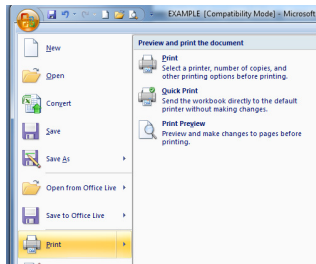 EXAMPLE [Compatibility Mode] - Microsoft
New
Open
Convert
Save
Save As
Open from Office Live
Save to Office Live
Print
Preview and print the document
Print
Select a printer, number of copies, and
other printing options before printing.
Quick Print
Send the workbook directly to the default
printer without making changes.
Print Preview
Preview and make changes to pages before
printing.